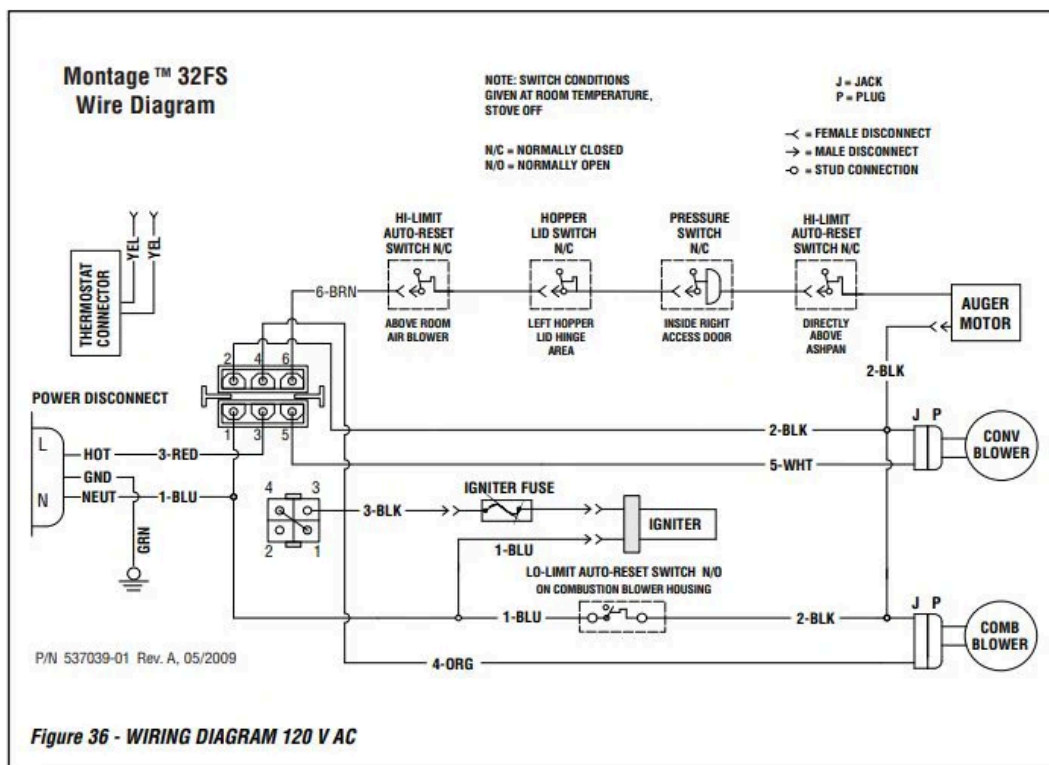 Montage™ 32FS
Wire Diagram
NOTE: SWITCH CONDITIONS
GIVEN AT ROOM TEMPERATURE,
STOVE OFF
N/C = NORMALLY CLOSED
N/O = NORMALLY OPEN
J = JACK
P = PLUG
= FEMALE DISCONNECT
= MALE DISCONNECT
= STUD CONNECTION
YEL
YEL
THERMOSTAT
CONNECTOR
HI-LIMIT
AUTO-RESET
SWITCH N/C
ABOVE ROOM
AIR BLOWER
HOPPER
LID SWITCH
N/C
LEFT HOPPER
LID HINGE
AREA
PRESSURE
SWITCH
N/C
INSIDE RIGHT
ACCESS DOOR
HI-LIMIT
AUTO-RESET
SWITCH N/C
DIRECTLY
ABOVE
ASHPAN
AUGER
MOTOR
6-BRN
2-BLK
2 4 6
1 3 5
POWER DISCONNECT
L
N
HOT
3-RED
GND
NEUT
1-BLU
GRN
2-BLK
5-WHT
J P
CONV
BLOWER
4 3
2 1
3-BLK
IGNITER FUSE
IGNITER
1-BLU
LO-LIMIT AUTO-RESET SWITCH N/O
ON COMBUSTION BLOWER HOUSING
1-BLU
2-BLK
J P
COMB
BLOWER
4-ORG
P/N 537039-01 Rev. A, 05/2009
Figure 36 - WIRING DIAGRAM 120 V AC